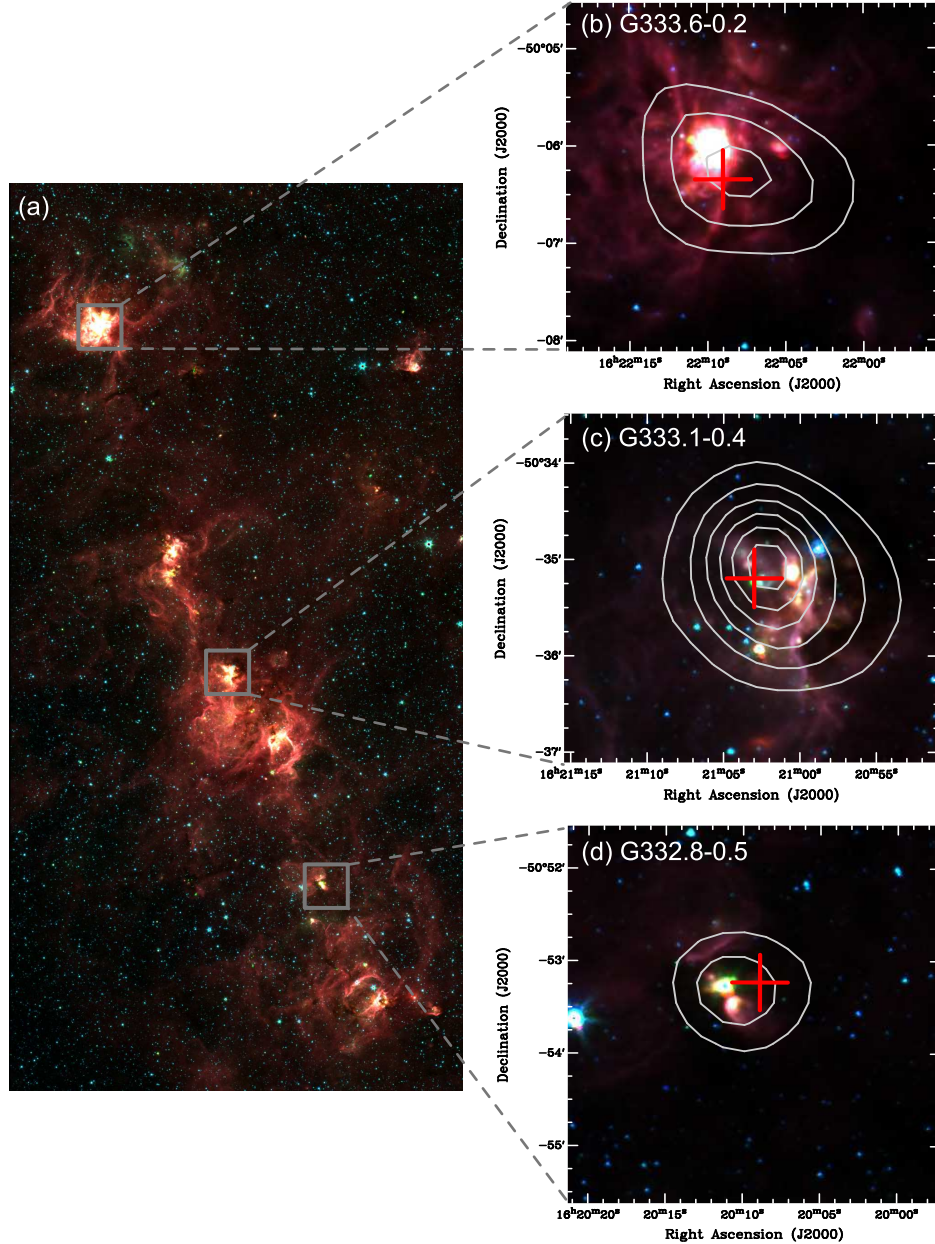 (a)
(b) G333.6-0.2
Declination (J2000)
−50°05′
−06′
−07′
−08′
16ʰ22ᵐ15ˢ 22ᵐ10ˢ 22ᵐ05ˢ 22ᵐ00ˢ
Right Ascension (J2000)
(c) G333.1-0.4
Declination (J2000)
−50°34′
−35′
−36′
−37′
16ʰ21ᵐ15ˢ 21ᵐ10ˢ 21ᵐ05ˢ 21ᵐ00ˢ 20ᵐ55ˢ
Right Ascension (J2000)
(d) G332.8-0.5
Declination (J2000)
−50°52′
−53′
−54′
−55′
16ʰ20ᵐ20ˢ 20ᵐ15ˢ 20ᵐ10ˢ 20ᵐ05ˢ 20ᵐ00ˢ
Right Ascension (J2000)